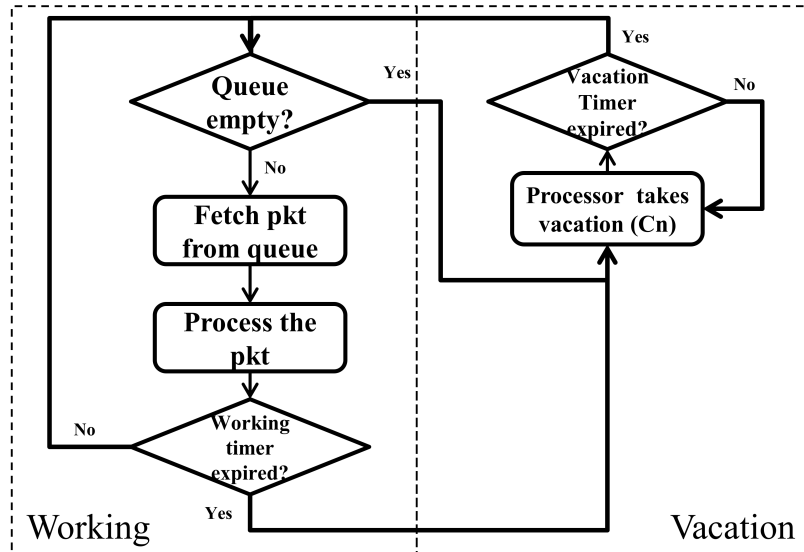 Queue
empty?
Yes
No
Fetch pkt
from queue
Process the
pkt
Working
timer
expired?
No
Yes
Working
Yes
Vacation
Timer
expired?
No
Processor takes
vacation (Cn)
Vacation